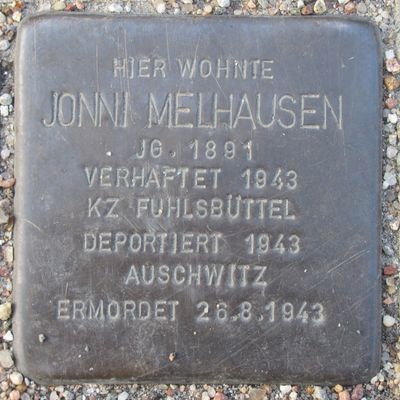 HIER WOHNTE
JONNI MELHAUSEN
JG. 1891
VERHAFTET 1943
KZ FUHLSBÜTTEL
DEPORTIERT 1943
AUSCHWITZ
ERMORDET 26.8.1943